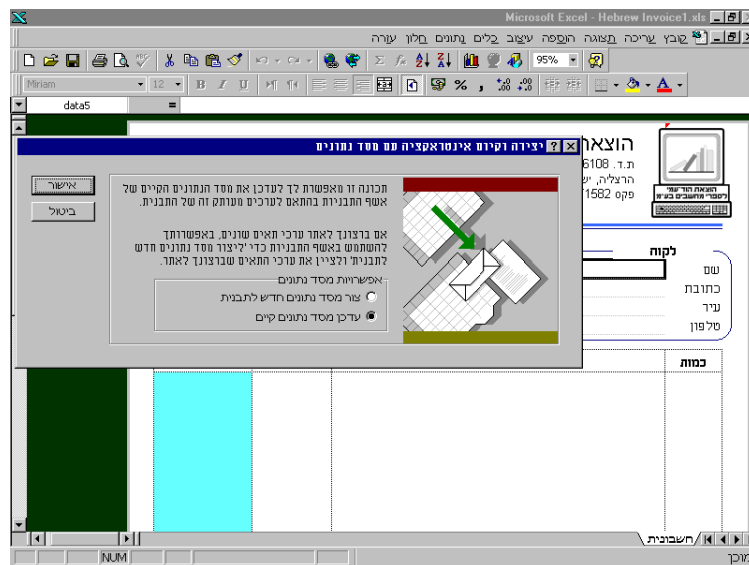 Microsoft Excel - Hebrew Invoice1.xls
קובץ עריכה תצוגה הוספה עיצוב כלים נתונים חלון עזרה
95%
Miriam 12 B I U
data5 =
יצירה וקיום אינטראקציה עם מסד נתונים
תכונה זו מאפשרת לך לעדכן את מסד הנתונים הקיים של
אשף התבניות בהתאם לערכים מעותק זה של התבנית.
אם ברצונך לאתר ערכי תאים שונים, באפשרותך
להשתמש באשף התבניות כדי 'ליצור מסד נתונים חדש
לתבנית' ולציין את ערכי התאים שברצונך לאתר.
אפשרויות מסד נתונים
צור מסד נתונים חדש לתבנית
עדכן מסד נתונים קיים
אישור
ביטול
הוצאת הוד-עמי
לספרי מחשבים בע"מ
הוצאת
ת.ד. 6108
הרצליה, יש
פקס 1582
לקוח
שם
כתובת
עיר
טלפון
כמות
חשבונית
מוכן
NUM